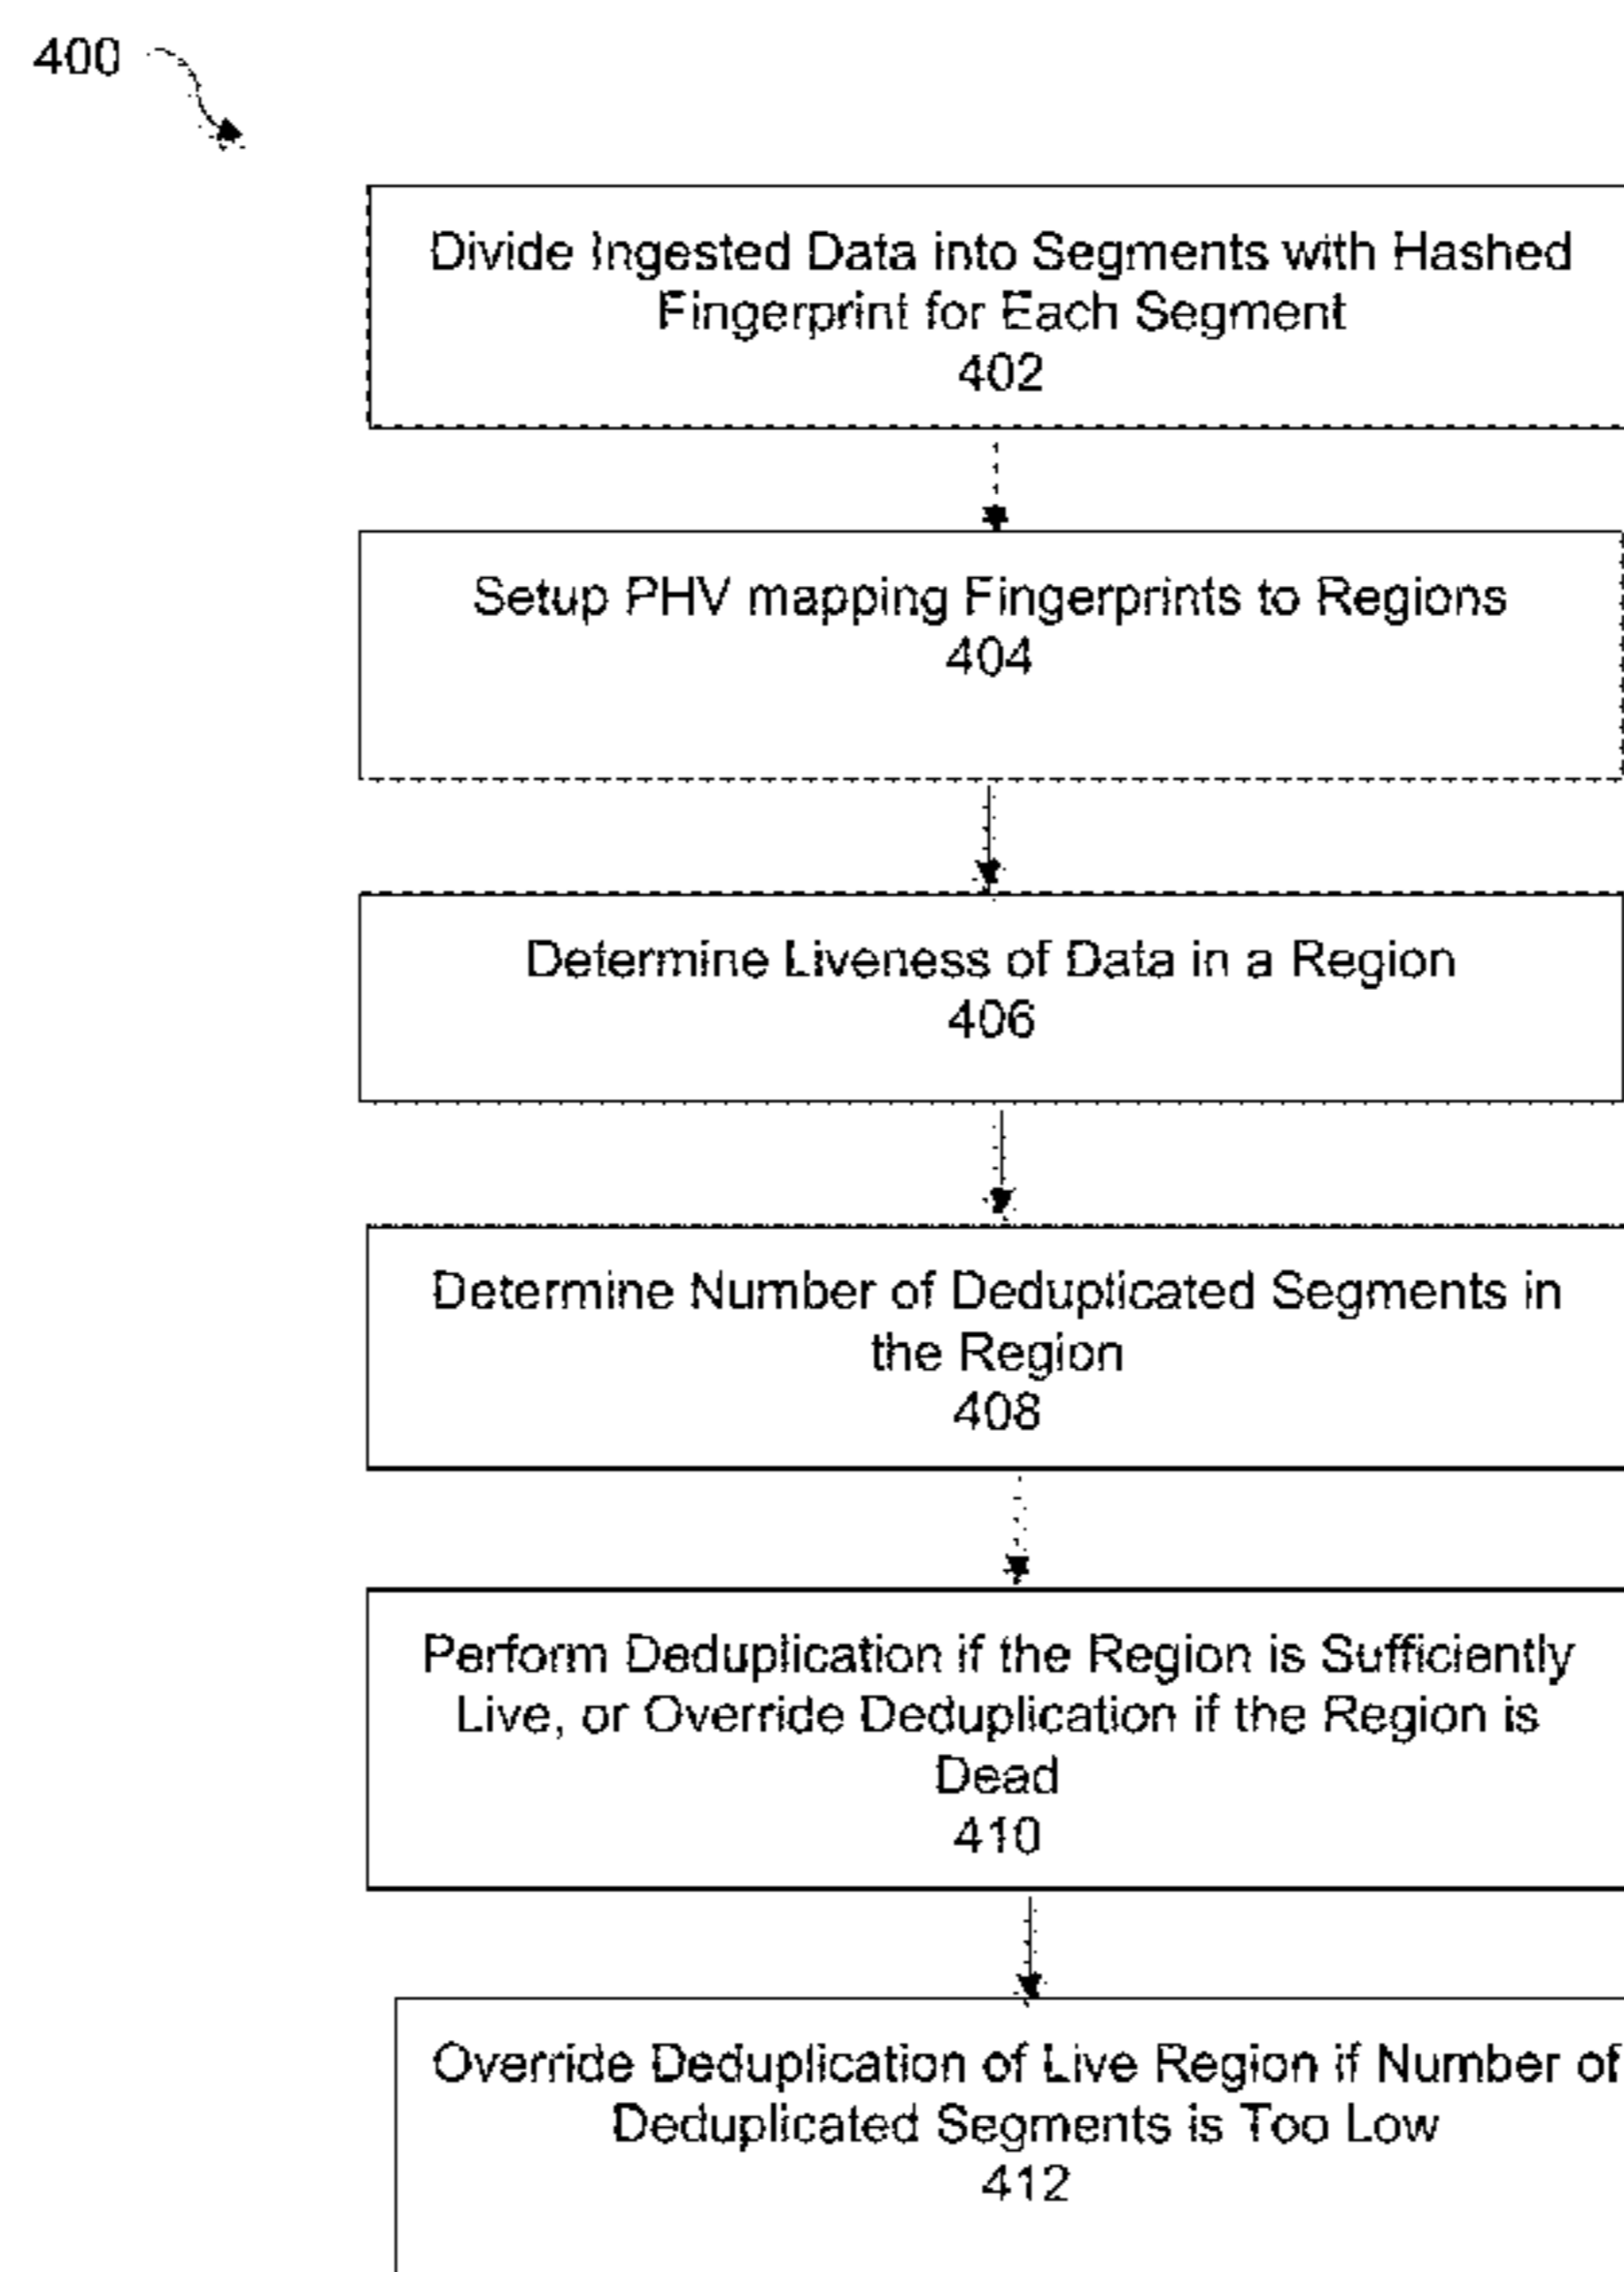 400
Divide Ingested Data into Segments with Hashed
Fingerprint for Each Segment
402
Setup PHV mapping Fingerprints to Regions
404
Determine Liveness of Data in a Region
406
Determine Number of Deduplicated Segments in
the Region
408
Perform Deduplication if the Region is Sufficiently
Live, or Override Deduplication if the Region is
Dead
410
Override Deduplication of Live Region if Number of
Deduplicated Segments is Too Low
412